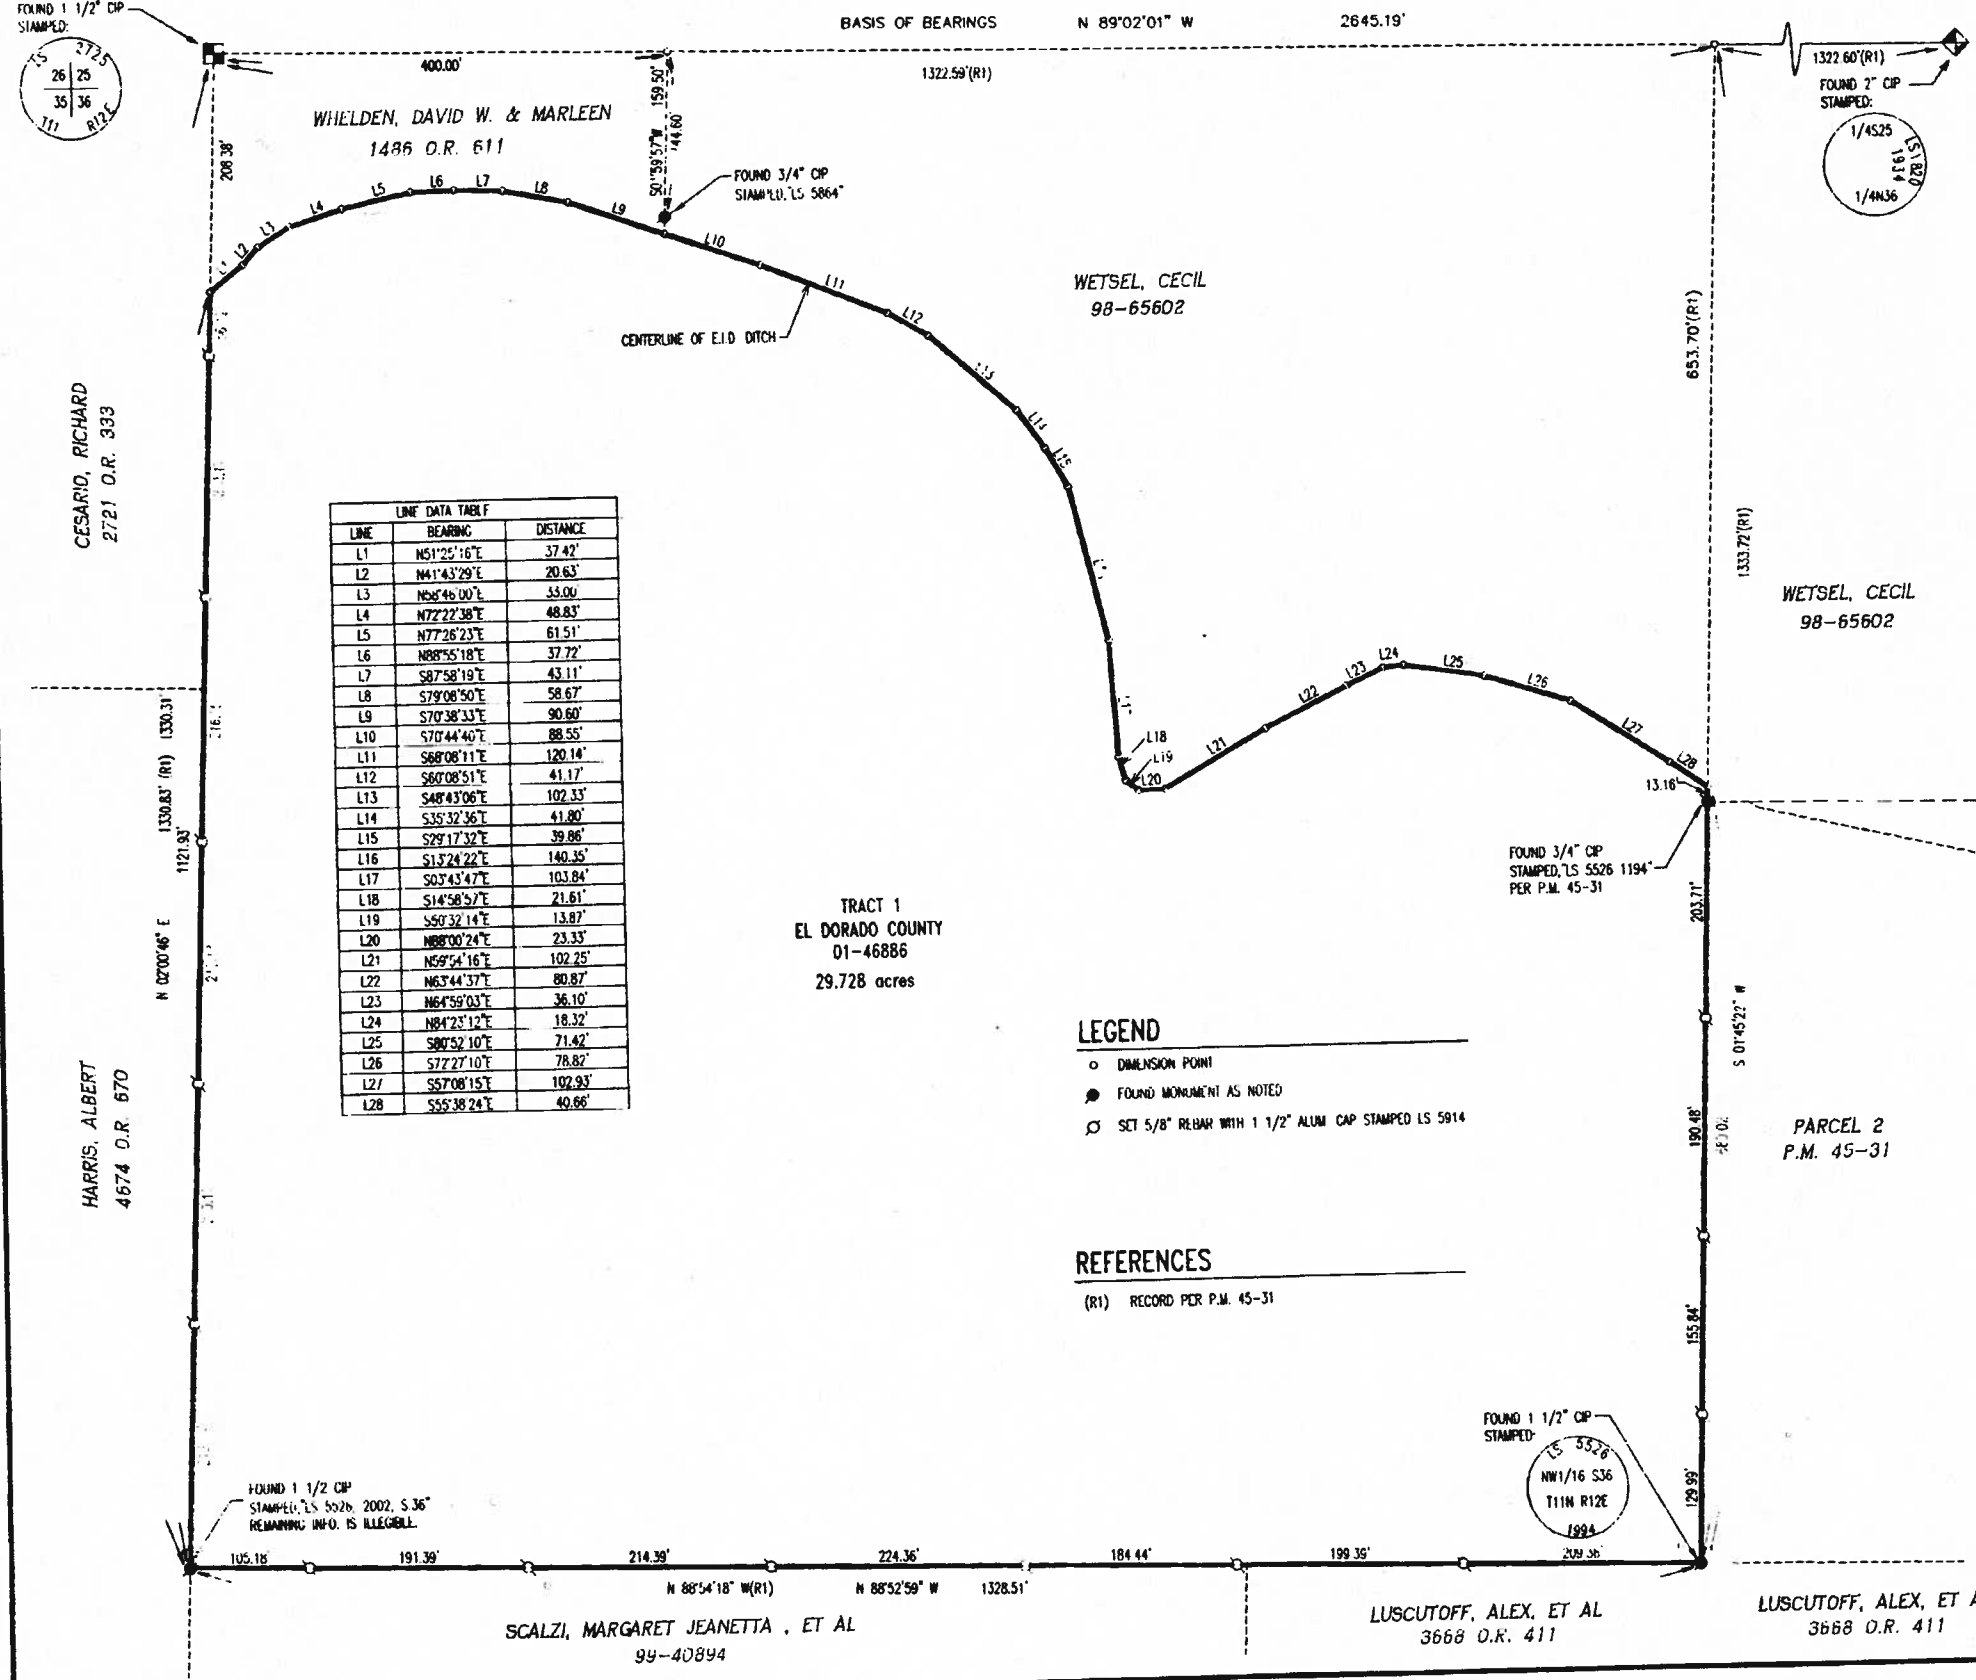 FOUND 1 1/2" CIP
STAMPED:
LS 2725
26 25
35 36
T11 R12E
BASIS OF BEARINGS N 89°02'01" W 2645.19'
400.00'
1322.59'(R1)
1322.60'(R1)
FOUND 2" CIP
STAMPED:
1/4S25
LS1820
1934
1/4N36
WHELDEN, DAVID W. & MARLEEN
1486 O.R. 611
208.38'
S01°59'57"W 159.50'
144.60
FOUND 3/4" CIP
STAMPED,"LS 5864"
L1
L2
L3
L4
L5
L6
L7
L8
L9
L10
L11
L12
L13
L14
L15
CENTERLINE OF E.I.D DITCH
WETSEL, CECIL
98-65602
653.70'(R1)
1333.72'(R1)
WETSEL, CECIL
98-65602
CESARIO, RICHARD
2721 O.R. 333
LINE DATA TABLE
LINE BEARING DISTANCE
L1 N51°25'16"E 37.42'
L2 N41°43'29"E 20.63'
L3 N58°46'00"E 33.00'
L4 N72°22'38"E 48.83'
L5 N77°26'23"E 61.51'
L6 N88°55'18"E 37.72'
L7 S87°58'19"E 43.11'
L8 S79°08'50"E 58.67'
L9 S70°38'33"E 90.60'
L10 S70°44'40"E 88.55'
L11 S68°08'11"E 120.14'
L12 S60°08'51"E 41.17'
L13 S48°43'06"E 102.33'
L14 S35°32'36"E 41.80'
L15 S29°17'32"E 39.86'
L16 S13°24'22"E 140.35'
L17 S03°43'47"E 103.84'
L18 S14°58'57"E 21.61'
L19 S50°32'14"E 13.87'
L20 N88°00'24"E 23.33'
L21 N59°54'16"E 102.25'
L22 N63°44'37"E 80.87'
L23 N64°59'03"E 36.10'
L24 N84°23'12"E 18.32'
L25 S80°52'10"E 71.42'
L26 S72°27'10"E 78.82'
L27 S57°08'15"E 102.93'
L28 S55°38'24"E 40.66'
L18
L19
L20
L21
L22
L23
L24
L25
L26
L27
L28
13.16'
FOUND 3/4" CIP
STAMPED,"LS 5526 1194"
PER P.M. 45-31
203.71'
1330.83' (R1) 1330.31'
1121.93'
N 02°00'46" E
TRACT 1
EL DORADO COUNTY
01-46886
29.728 acres
LEGEND
DIMENSION POINT
FOUND MONUMENT AS NOTED
SET 5/8" REBAR WITH 1 1/2" ALUM CAP STAMPED LS 5914
S 01°45'22" W
190.48'
PARCEL 2
P.M. 45-31
HARRIS, ALBERT
4674 O.R. 670
REFERENCES
(R1) RECORD PER P.M. 45-31
155.84'
FOUND 1 1/2" CIP
STAMPED
LS 5526
NW1/16 S36
T11N R12E
1994
129.99'
FOUND 1 1/2 CIP
STAMPED,"LS 5526, 2002, S.36"
REMAINING INFO. IS ILLEGIBLE.
105.18' 191.39' 214.39' 224.36' 184.44' 199.39' 209.36'
N 88°54'18" W(R1) N 88°52'59" W 1328.51'
SCALZI, MARGARET JEANETTA , ET AL
99-40894
LUSCUTOFF, ALEX, ET AL
3668 O.R. 411
LUSCUTOFF, ALEX, ET A
3668 O.R. 411